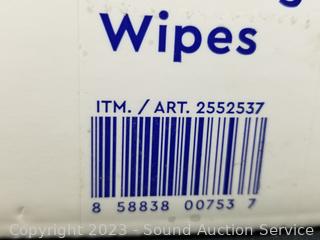 Wipes
ITM. / ART. 2552537
8 58838 00753 7
Copyright © 2023 - Sound Auction Service